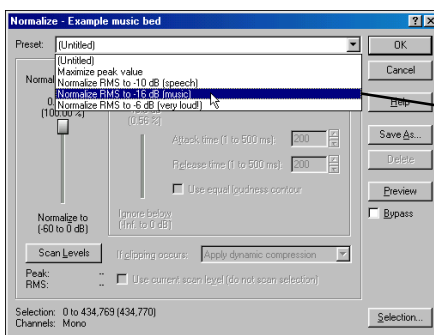 Normalize - Example music bed
Preset: (Untitled)
OK
(Untitled)
Maximize peak value
Normalize RMS to -10 dB (speech)
Normalize RMS to -16 dB (music)
Normalize RMS to -6 dB (very loud!)
Cancel
Help
(100.00 %)
(0.56 %)
Attack time (1 to 500 ms): 200
Save As...
Release time (1 to 500 ms): 200
Delete
Use equal loudness contour
Preview
Normalize to
(-60 to 0 dB)
Ignore below
(-Inf. to 0 dB)
Bypass
Scan Levels
If clipping occurs: Apply dynamic compression
Peak: --
RMS: --
Use current scan level (do not scan selection)
Selection: 0 to 434,769 (434,770)
Channels: Mono
Selection...